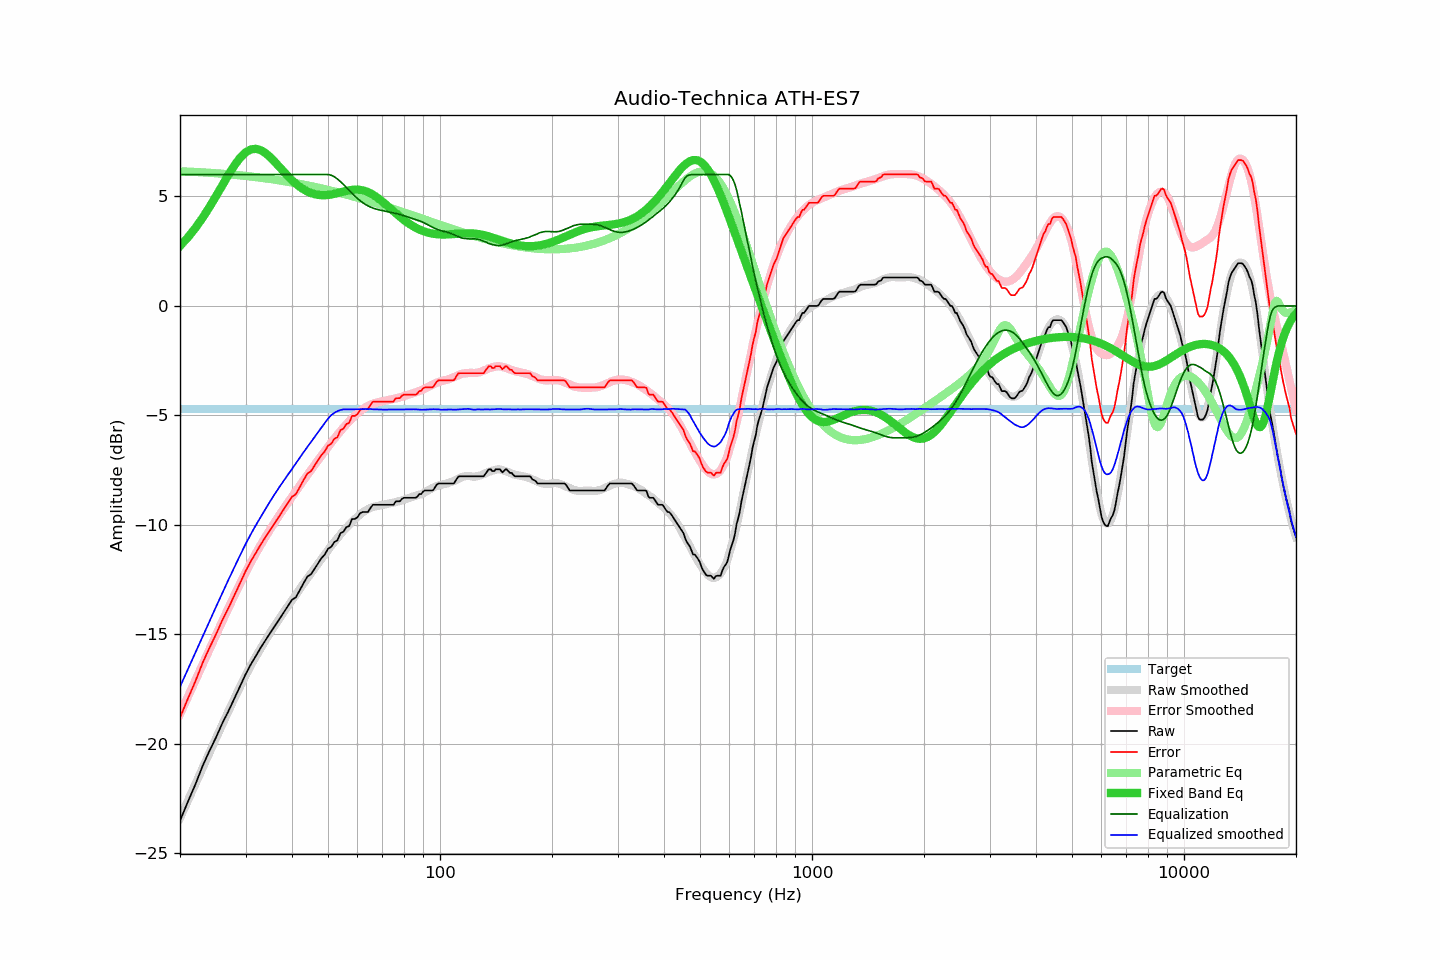 Audio-Technica ATH-ES7
Amplitude (dBr)
5
0
−5
−10
−15
−20
−25
100
1000
10000
Frequency (Hz)
Target
Raw Smoothed
Error Smoothed
Raw
Error
Parametric Eq
Fixed Band Eq
Equalization
Equalized smoothed